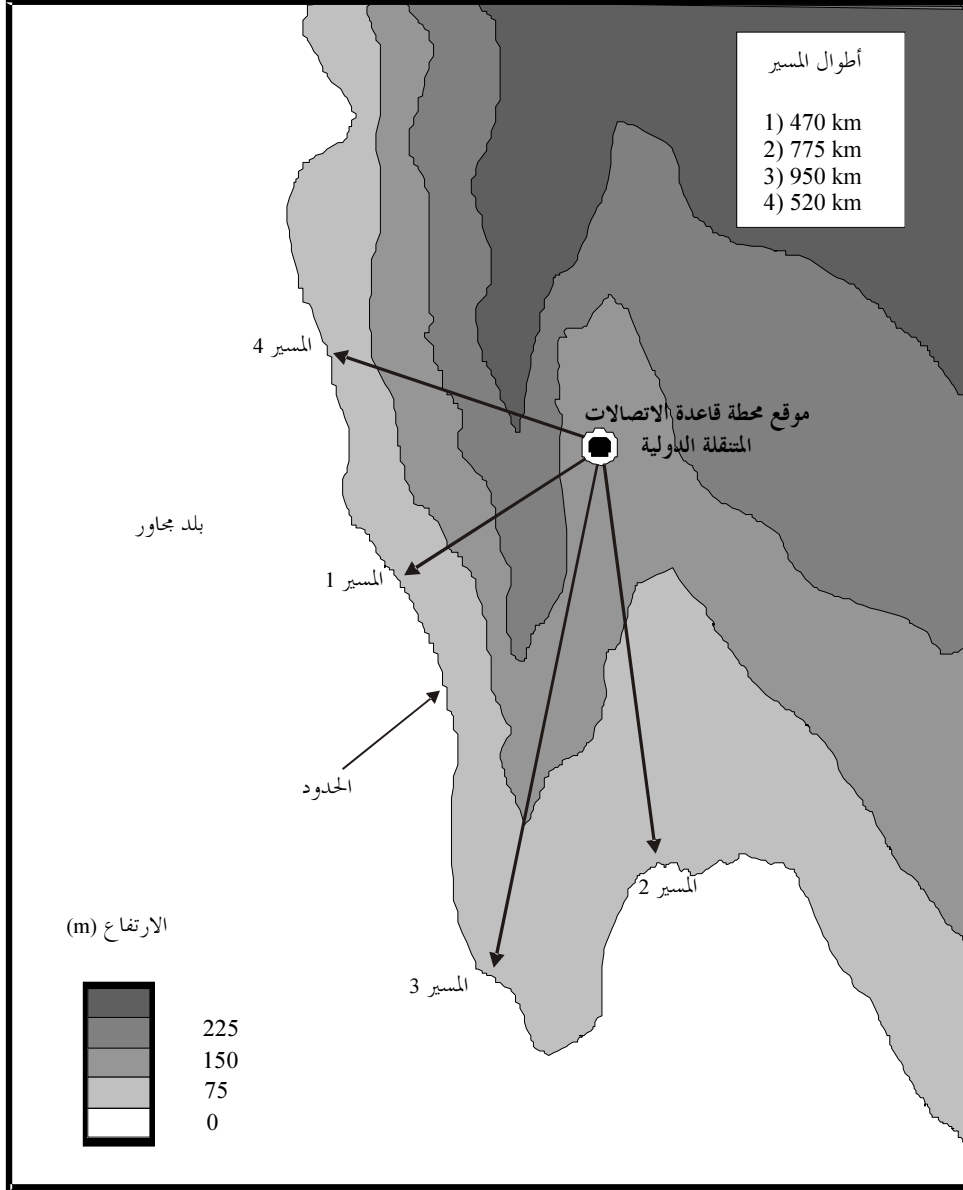 أطوال المسير
1) 470 km
2) 775 km
3) 950 km
4) 520 km
المسير 4
موقع محطة قاعدة الاتصالات
المتنقلة الدولية
بلد مجاور
المسير 1
الحدود
المسير 2
المسير 3
الارتفاع (m)
225
150
75
0